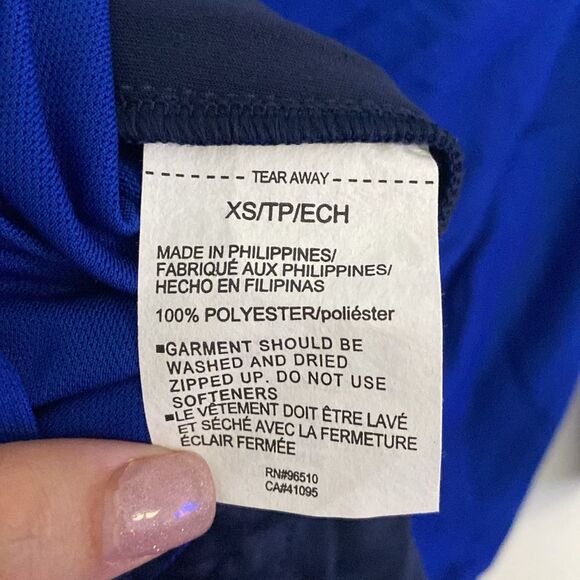 - - - - - - - TEAR AWAY - - - - - - -
XS/TP/ECH
MADE IN PHILIPPINES/
FABRIQUÉ AUX PHILIPPINES/
HECHO EN FILIPINAS
100% POLYESTER/poliéster
▪GARMENT SHOULD BE
WASHED AND DRIED
ZIPPED UP. DO NOT USE
SOFTENERS
▪LE VÊTEMENT DOIT ÊTRE LAVÉ
ET SÉCHÉ AVEC LA FERMETURE
ÉCLAIR FERMÉE
RN#96510
CA#41095